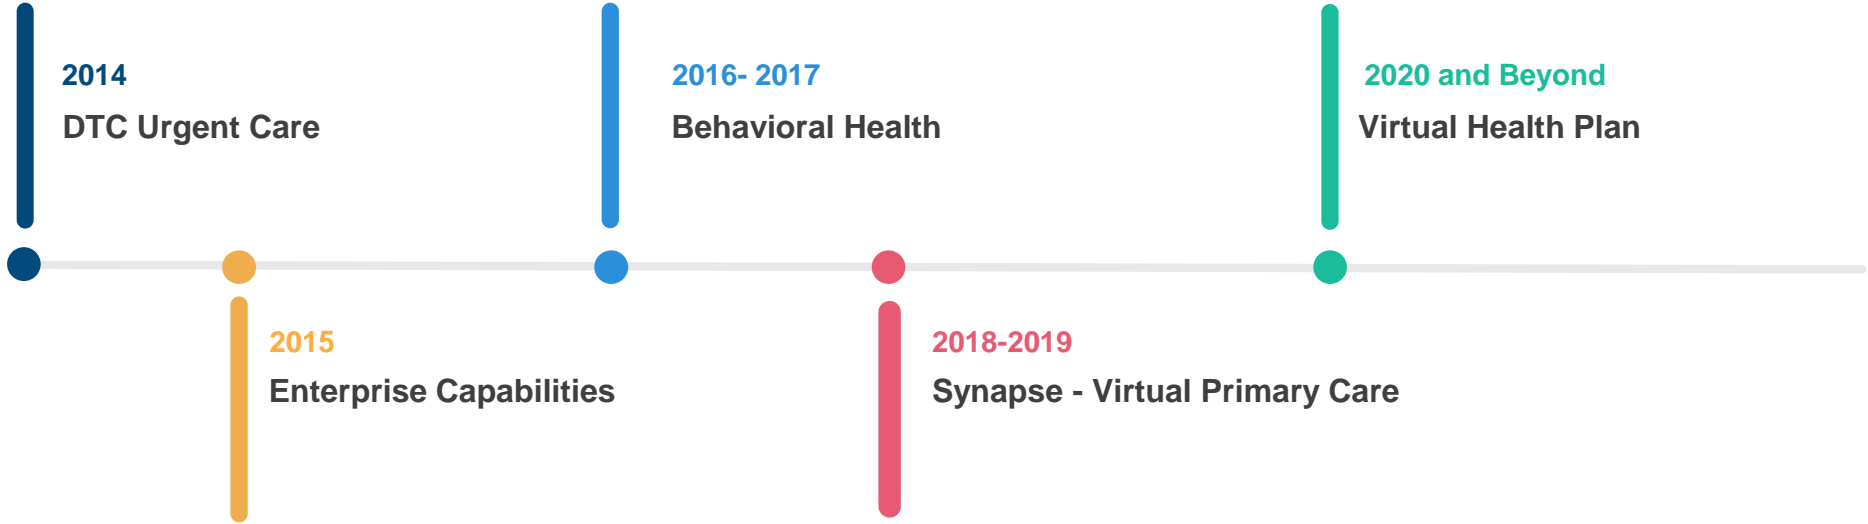 2014
DTC Urgent Care
2015
Enterprise Capabilities
2016- 2017
Behavioral Health
2018-2019
Synapse - Virtual Primary Care
2020 and Beyond
Virtual Health Plan